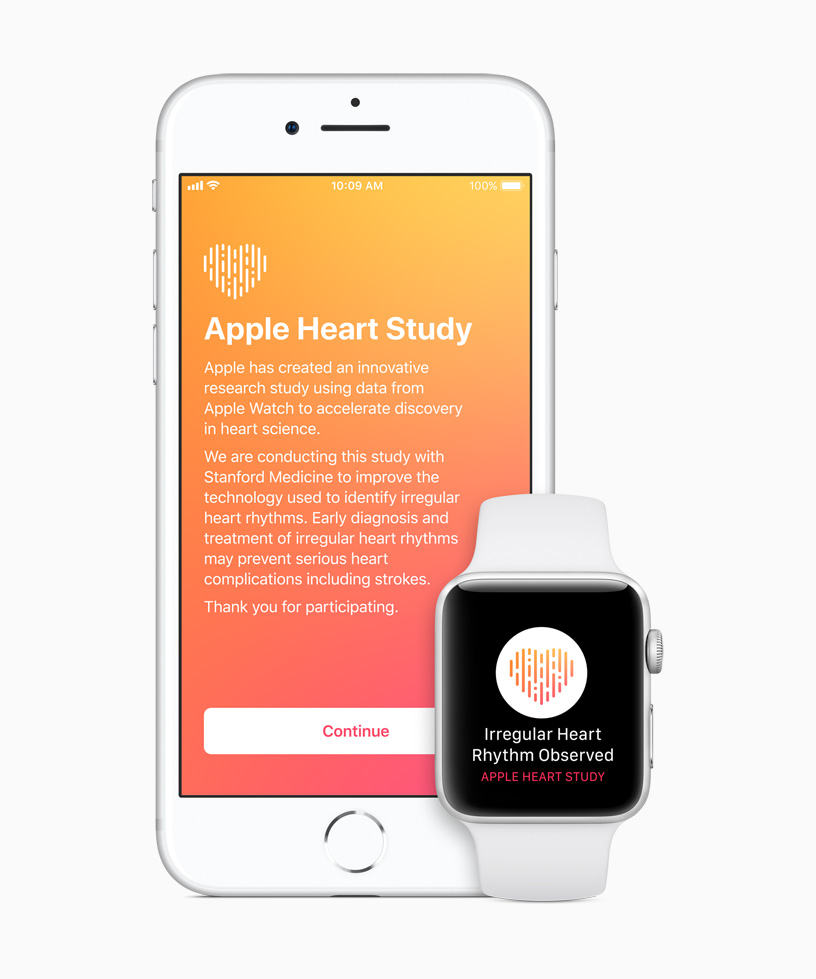 10:09 AM
100%
Apple Heart Study
Apple has created an innovative
research study using data from
Apple Watch to accelerate discovery
in heart science.
We are conducting this study with
Stanford Medicine to improve the
technology used to identify irregular
heart rhythms. Early diagnosis and
treatment of irregular heart rhythms
may prevent serious heart
complications including strokes.
Thank you for participating.
Continue
Irregular Heart
Rhythm Observed
APPLE HEART STUDY